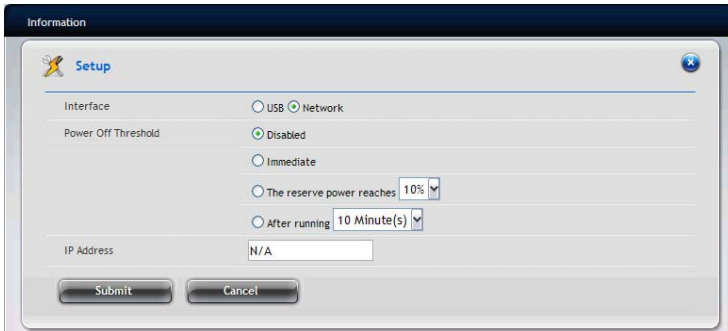 Information
Setup
Interface USB Network
Power Off Threshold Disabled
Immediate
The reserve power reaches 10%
After running 10 Minute(s)
IP Address N/A
Submit Cancel